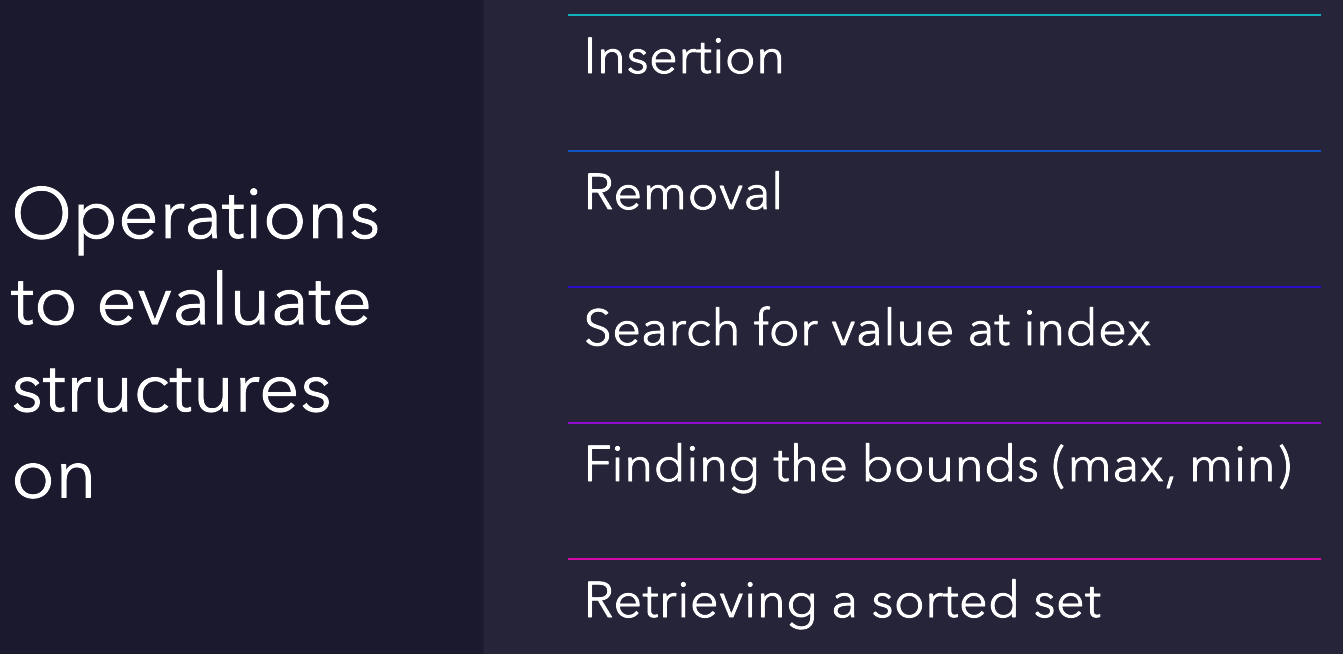 Operations
to evaluate
structures
on
Insertion
Removal
Search for value at index
Finding the bounds (max, min)
Retrieving a sorted set